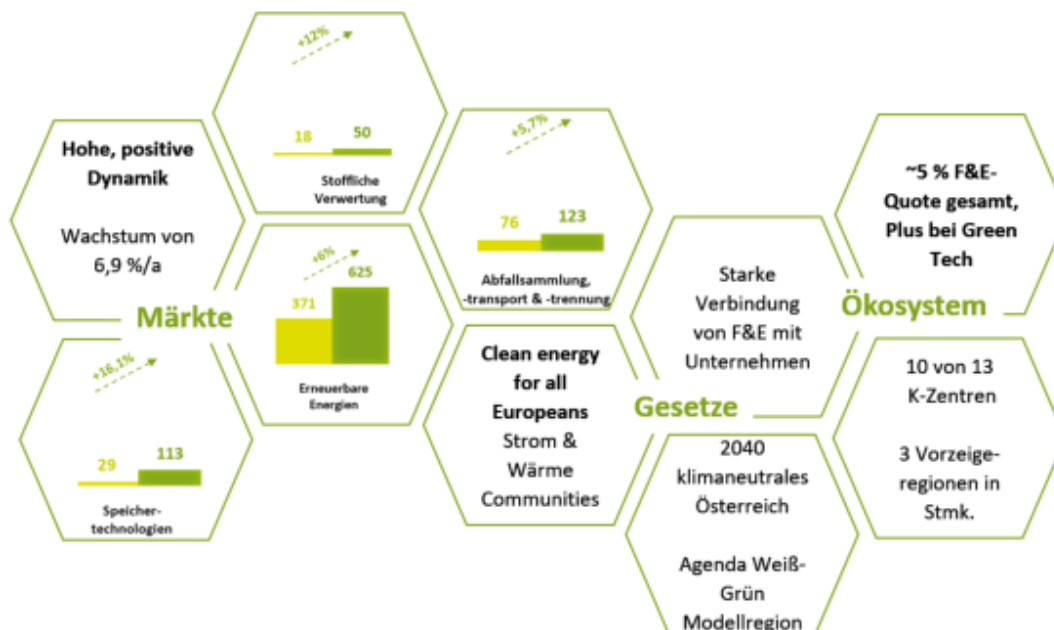 +12%
18
50
Stoffliche
Verwertung
Hohe, positive
Dynamik
Wachstum von
6,9 %/a
+5,7%
76
123
Abfallsammlung,
-transport & -trennung
~5 % F&E-
Quote gesamt,
Plus bei Green
Tech
+6%
371
625
Erneuerbare
Energien
Märkte
+16,1%
29
113
Speicher-
technologien
Starke
Verbindung
von F&E mit
Unternehmen
Ökosystem
Clean energy
for all
Europeans
Strom &
Wärme
Communities
Gesetze
10 von 13
K-Zentren
3 Vorzeige-
regionen in
Stmk.
2040
klimaneutrales
Österreich
Agenda Weiß-
Grün
Modellregion